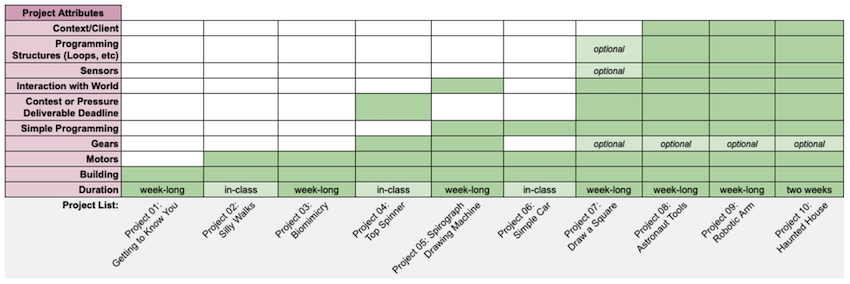 Project Attributes
Context/Client
Programming
Structures (Loops, etc)
optional
Sensors
optional
Interaction with World
Contest or Pressure
Deliverable Deadline
Simple Programming
Gears
optional
optional
optional
optional
Motors
Building
Duration
week-long
in-class
week-long
in-class
week-long
in-class
week-long
week-long
week-long
two weeks
Project List:
Project 01:
Getting to Know You
Project 02:
Silly Walks
Project 03:
Biomimicry
Project 04:
Top Spinner
Project 05: Spirograph
Drawing Machine
Project 06:
Simple Car
Project 07:
Draw a Square
Project 08:
Astronaut Tools
Project 09:
Robotic Arm
Project 10:
Haunted House